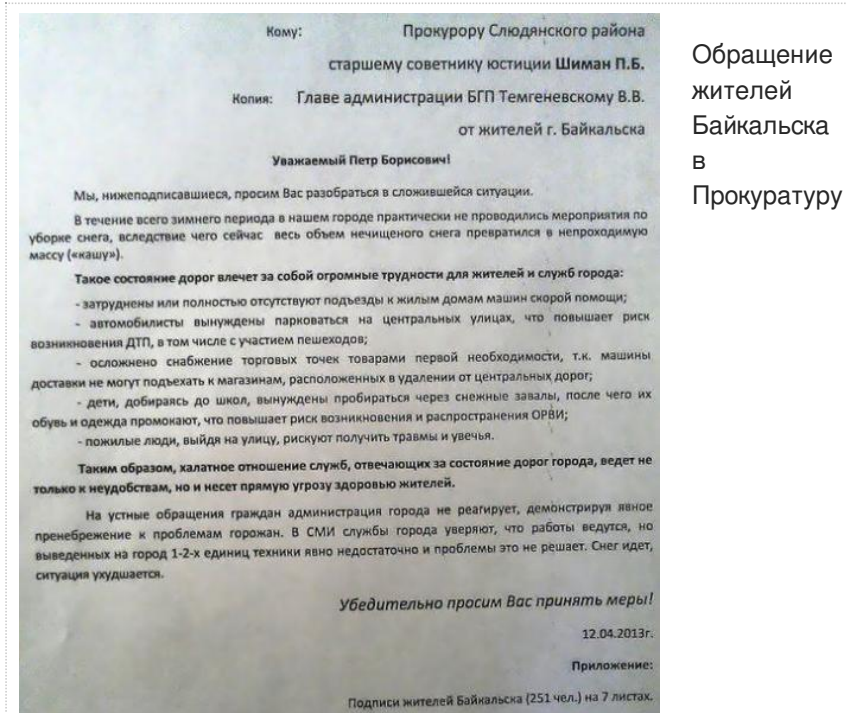 Кому: Прокурору Слюдянского района
старшему советнику юстиции Шиман П.Б.
Копия: Главе администрации БГП Темгеневскому В.В.
от жителей г. Байкальска
Уважаемый Петр Борисович!
Мы, нижеподписавшиеся, просим Вас разобраться в сложившейся ситуации.
В течение всего зимнего периода в нашем городе практически не проводились мероприятия по
уборке снега, вследствие чего сейчас весь объем нечищеного снега превратился в непроходимую
массу («кашу»).
Такое состояние дорог влечет за собой огромные трудности для жителей и служб города:
- затруднены или полностью отсутствуют подъезды к жилым домам машин скорой помощи;
- автомобилисты вынуждены парковаться на центральных улицах, что повышает риск
возникновения ДТП, в том числе с участием пешеходов;
- осложнено снабжение торговых точек товарами первой необходимости, т.к. машины
доставки не могут подъехать к магазинам, расположенных в удалении от центральных дорог;
- дети, добираясь до школ, вынуждены пробираться через снежные завалы, после чего их
обувь и одежда промокают, что повышает риск возникновения и распространения ОРВИ;
- пожилые люди, выйдя на улицу, рискуют получить травмы и увечья.
Таким образом, халатное отношение служб, отвечающих за состояние дорог города, ведет не
только к неудобствам, но и несет прямую угрозу здоровью жителей.
На устные обращения граждан администрация города не реагирует, демонстрируя явное
пренебрежение к проблемам горожан. В СМИ службы города уверяют, что работы ведутся, но
выведенных на город 1-2-х единиц техники явно недостаточно и проблемы это не решает. Снег идет,
ситуация ухудшается.
Убедительно просим Вас принять меры!
12.04.2013г.
Приложение:
Подписи жителей Байкальска (251 чел.) на 7 листах.
Обращение
жителей
Байкальска
в
Прокуратуру